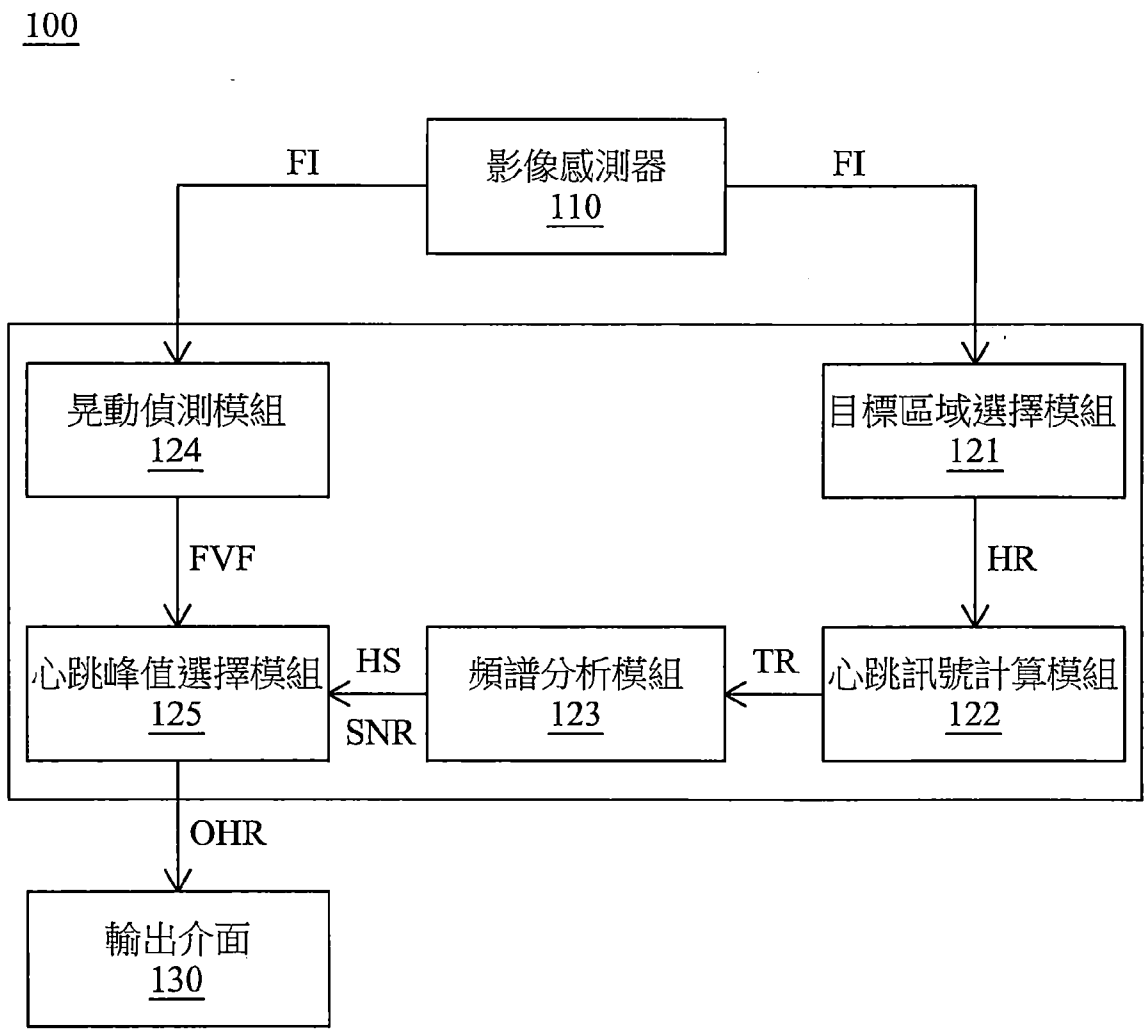 100
影像感測器
110
FI
FI
晃動偵測模組
124
目標區域選擇模組
121
FVF
HR
心跳峰值選擇模組
125
HS
SNR
頻譜分析模組
123
TR
心跳訊號計算模組
122
OHR
輸出介面
130